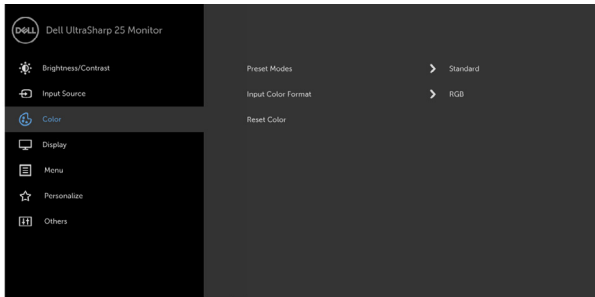 DELL Dell UltraSharp 25 Monitor
Brightness/Contrast
Input Source
Color
Display
Menu
Personalize
Others
Preset Modes Standard
Input Color Format RGB
Reset Color